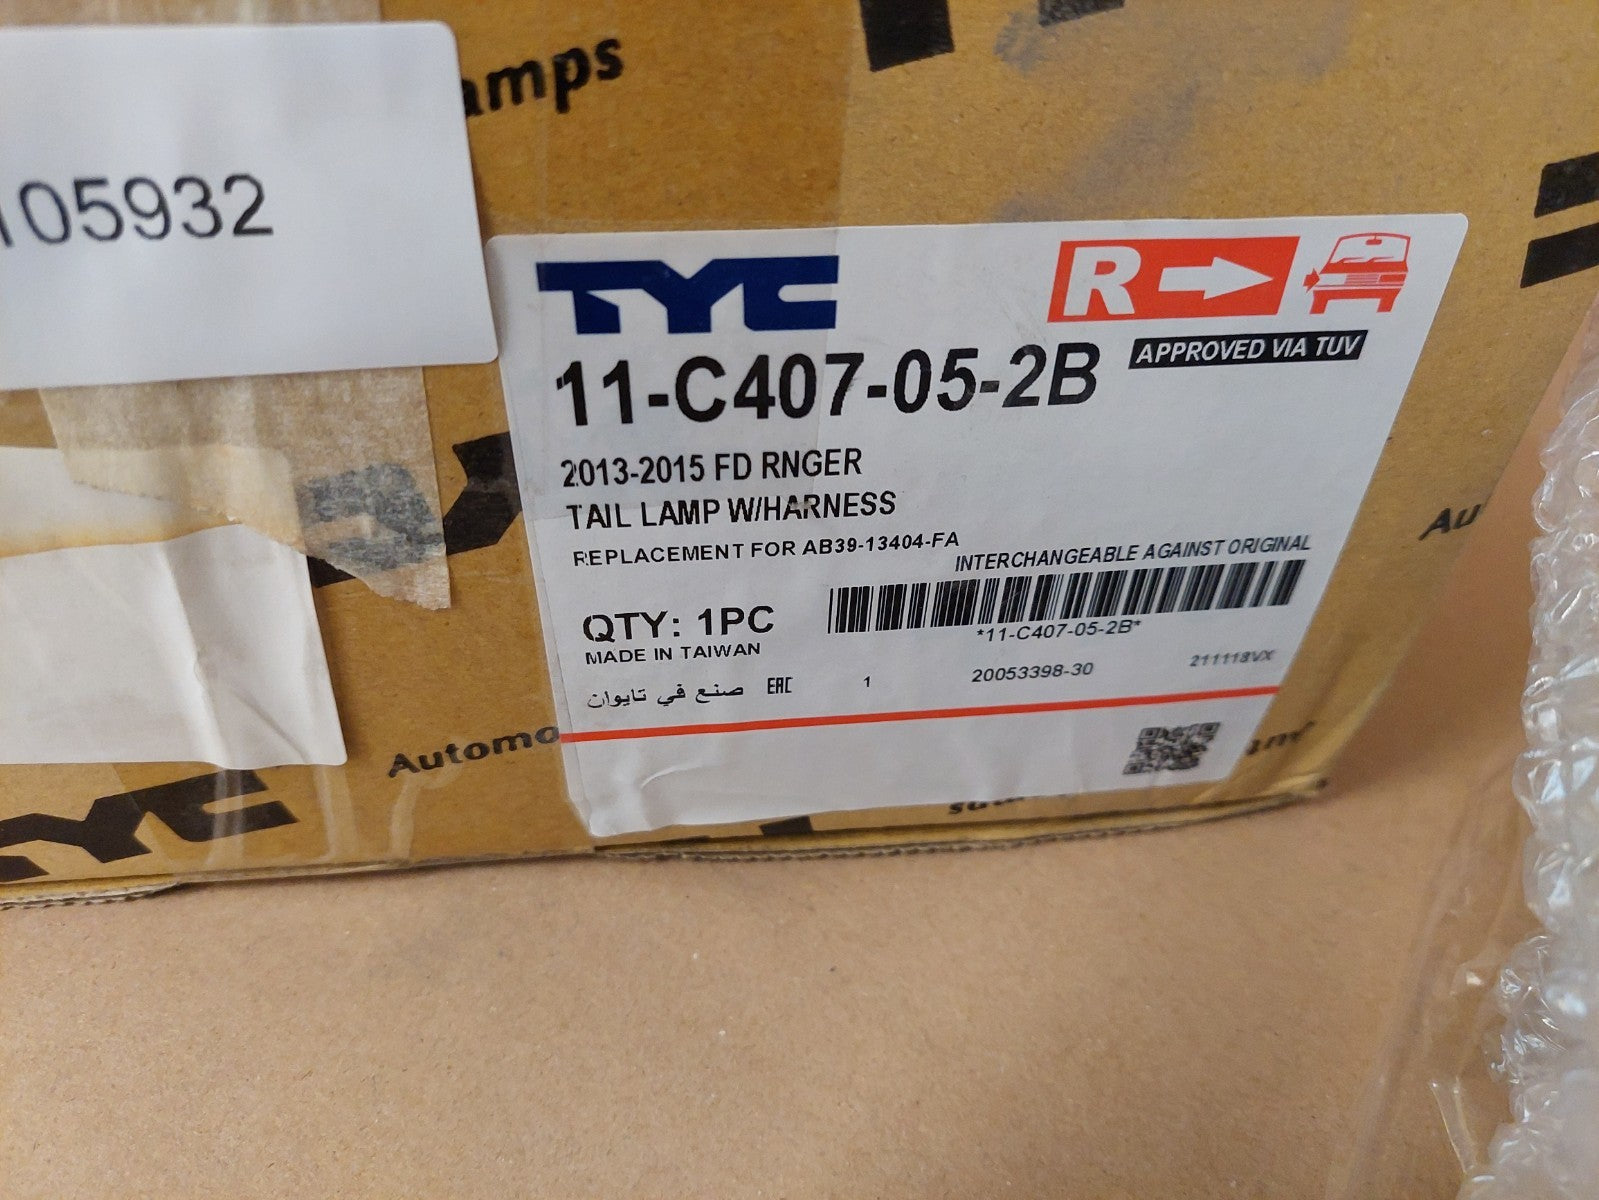 amps
105932
TYC
R
APPROVED VIA TUV
11-C407-05-2B
2013-2015 FD RNGER
TAIL LAMP W/HARNESS
REPLACEMENT FOR AB39-13404-FA
INTERCHANGEABLE AGAINST ORIGINAL
QTY: 1PC
*11-C407-05-2B*
MADE IN TAIWAN
صنع في تايوان EAC 1 20053398-30 211118VX
Automo
Au
TYC